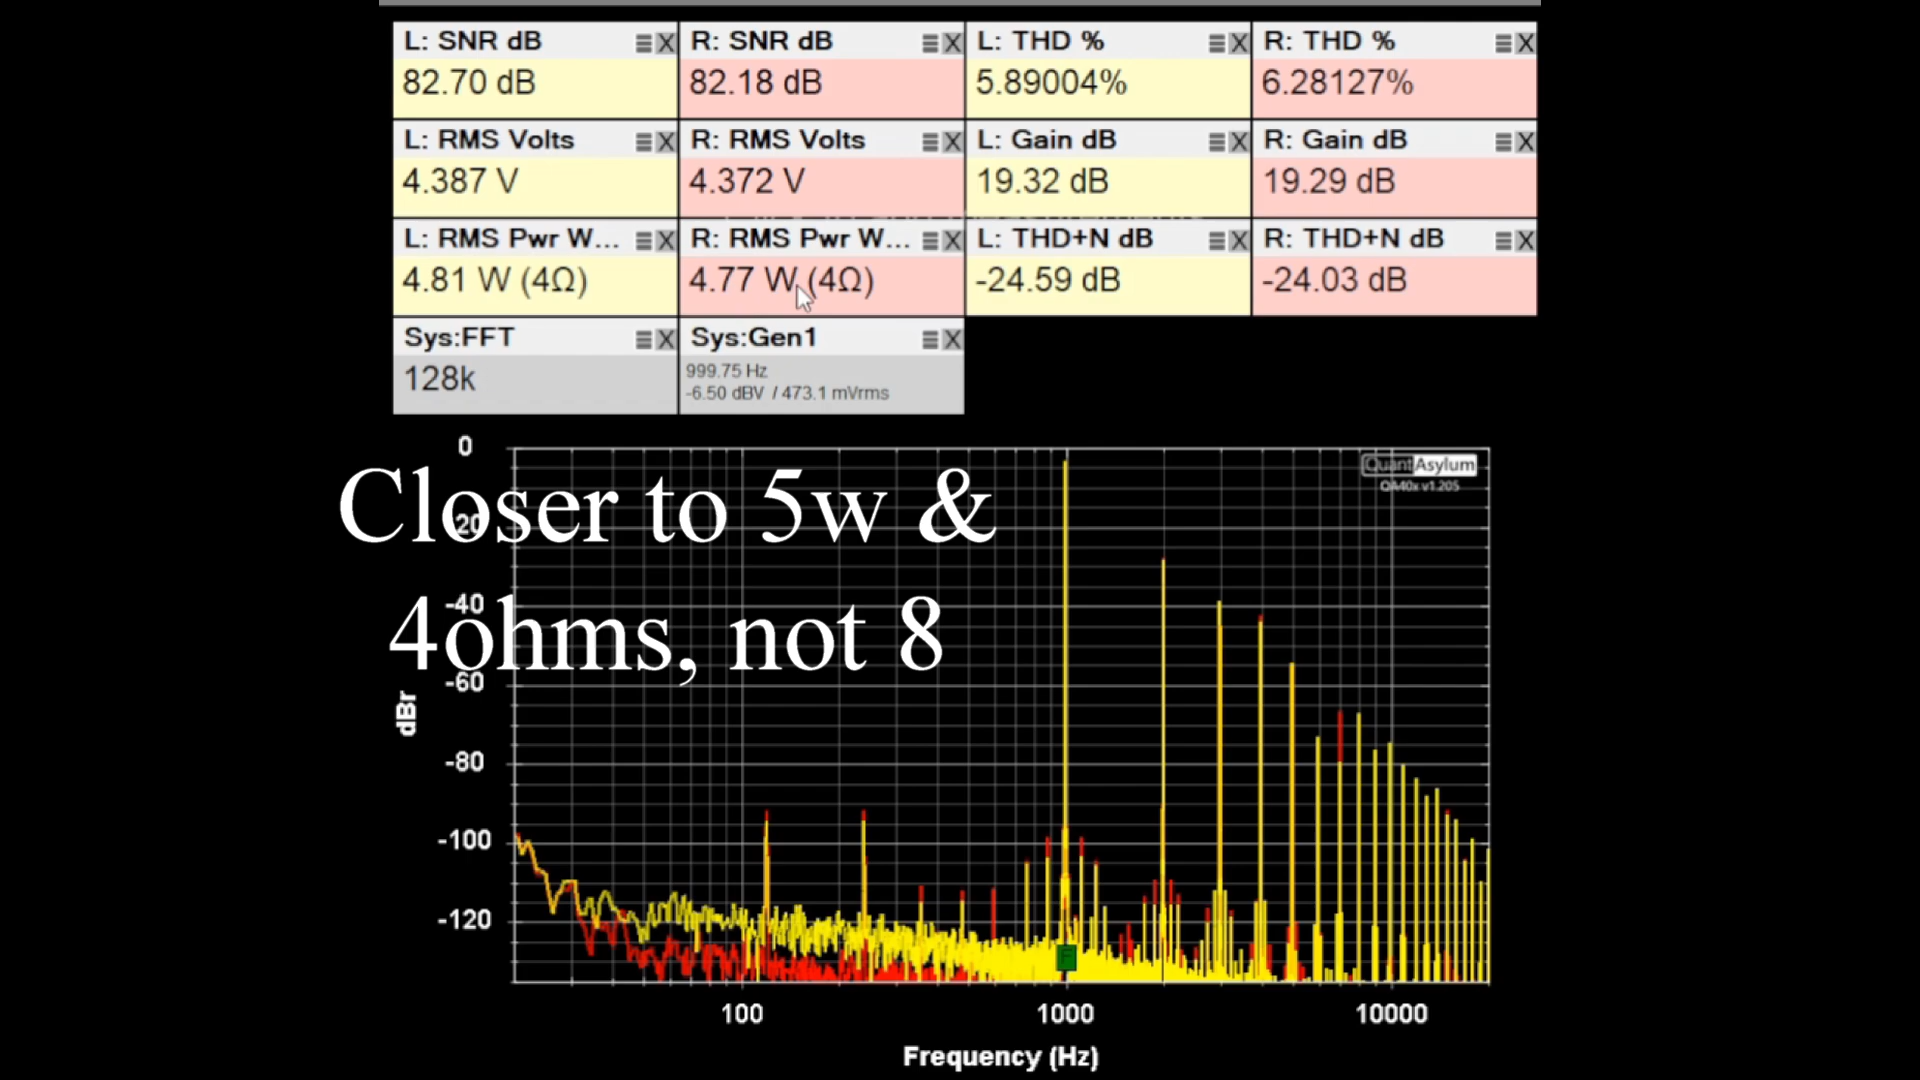 L: SNR dB
82.70 dB
R: SNR dB
82.18 dB
L: THD %
5.89004%
R: THD %
6.28127%
L: RMS Volts
4.387 V
R: RMS Volts
4.372 V
L: Gain dB
19.32 dB
R: Gain dB
19.29 dB
L: RMS Pwr W...
4.81 W (4Ω)
R: RMS Pwr W...
4.77 W (4Ω)
L: THD+N dB
-24.59 dB
R: THD+N dB
-24.03 dB
Sys:FFT
128k
Sys:Gen1
999.75 Hz
-6.50 dBV / 473.1 mVrms
QuantAsylum
QA40x v1.205
Closer to 5w &
4ohms, not 8
dBr
0
-20
-40
-60
-80
-100
-120
F
100
1000
10000
Frequency (Hz)